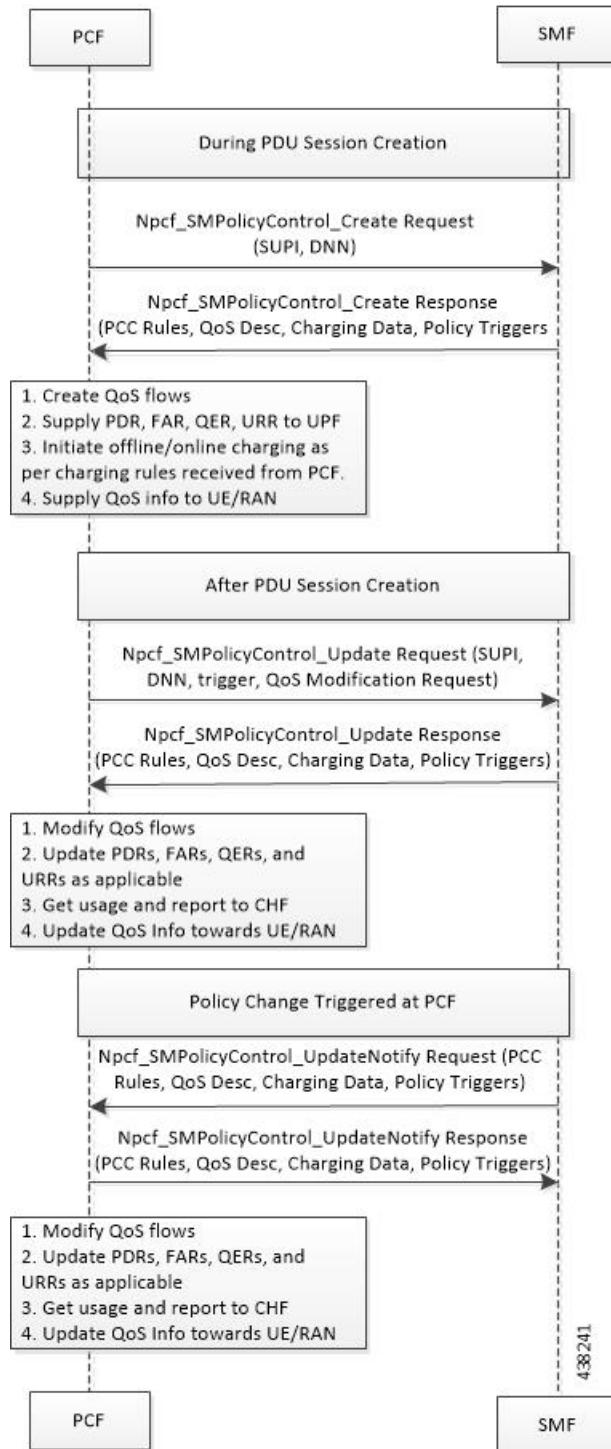 PCF
SMF
During PDU Session Creation
Npcf_SMPolicyControl_Create Request
(SUPI, DNN)
Npcf_SMPolicyControl_Create Response
(PCC Rules, QoS Desc, Charging Data, Policy Triggers
1. Create QoS flows
2. Supply PDR, FAR, QER, URR to UPF
3. Initiate offline/online charging as
per charging rules received from PCF.
4. Supply QoS info to UE/RAN
After PDU Session Creation
Npcf_SMPolicyControl_Update Request (SUPI,
DNN, trigger, QoS Modification Request)
Npcf_SMPolicyControl_Update Response
(PCC Rules, QoS Desc, Charging Data, Policy Triggers)
1. Modify QoS flows
2. Update PDRs, FARs, QERs, and
URRs as applicable
3. Get usage and report to CHF
4. Update QoS Info towards UE/RAN
Policy Change Triggered at PCF
Npcf_SMPolicyControl_UpdateNotify Request (PCC
Rules, QoS Desc, Charging Data, Policy Triggers)
Npcf_SMPolicyControl_UpdateNotify Response
(PCC Rules, QoS Desc, Charging Data, Policy Triggers)
1. Modify QoS flows
2. Update PDRs, FARs, QERs, and
URRs as applicable
3. Get usage and report to CHF
4. Update QoS Info towards UE/RAN
438241
PCF
SMF